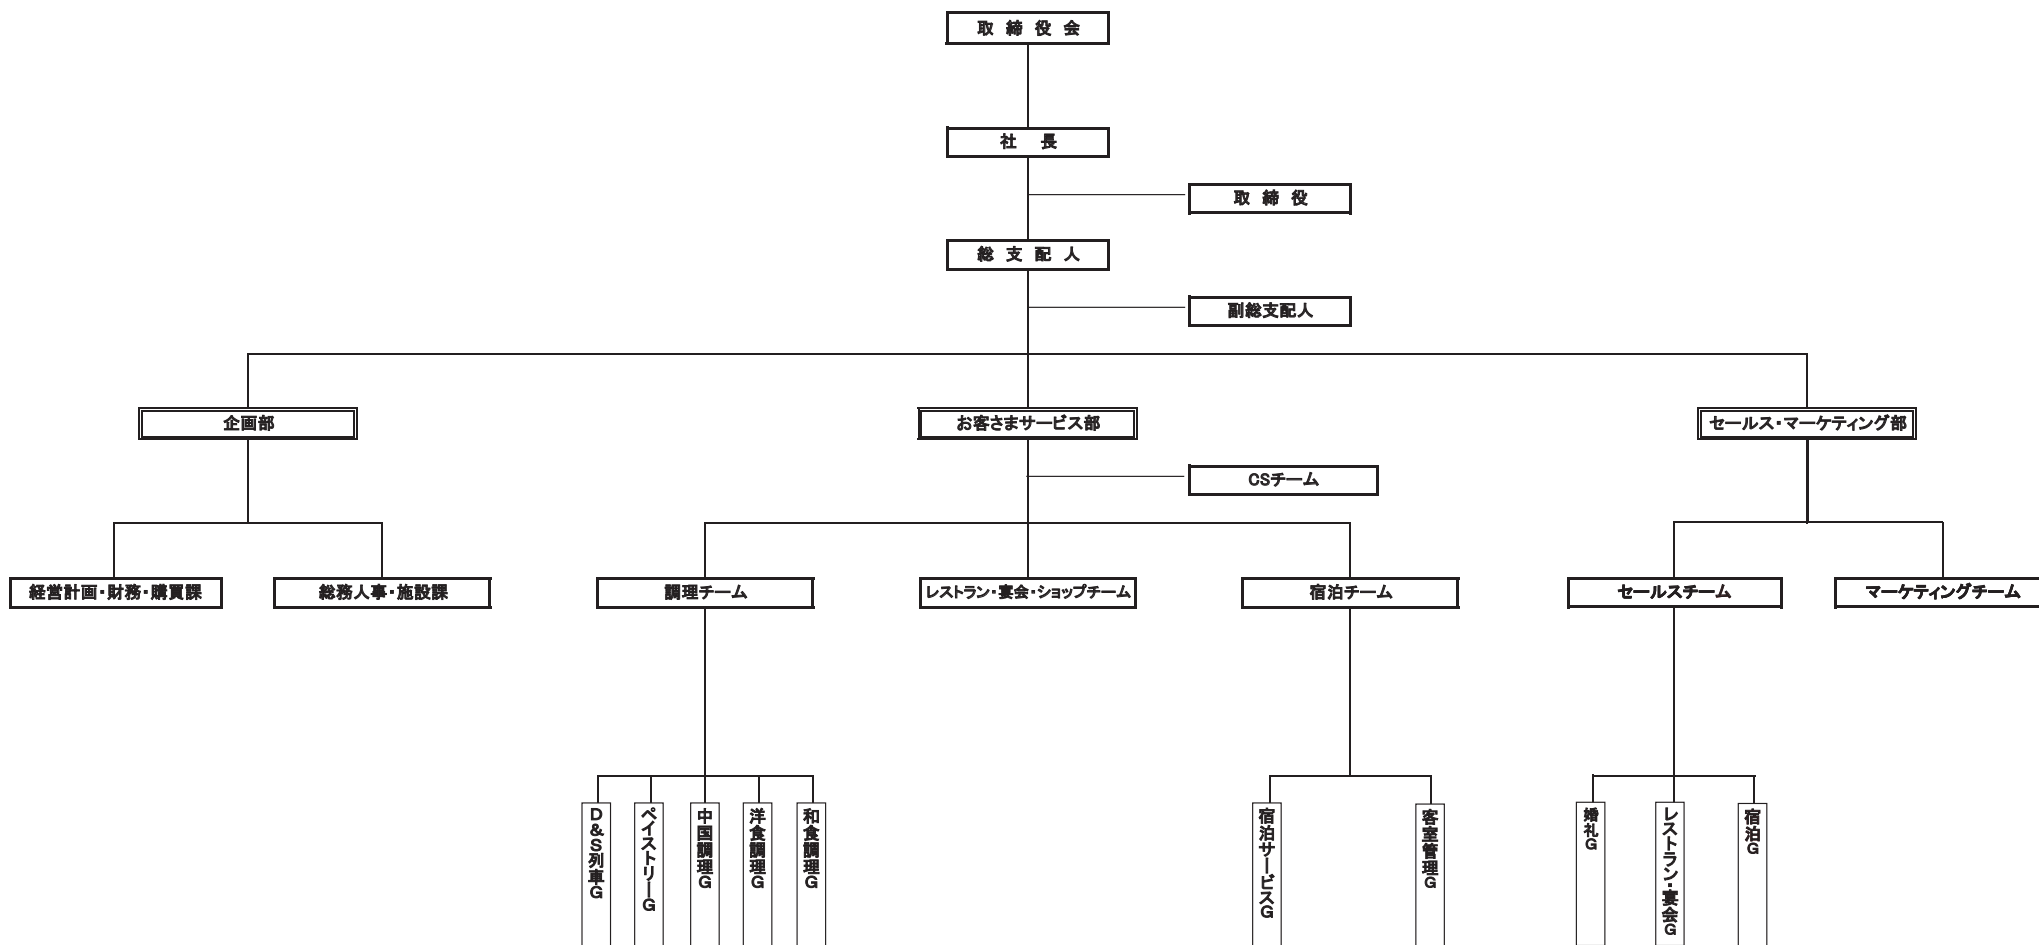 取締役会
社長
取締役
総支配人
副総支配人
企画部
お客さまサービス部
セールス・マーケティング部
CSチーム
経営計画・財務・購買課
総務人事・施設課
調理チーム
レストラン・宴会・ショップチーム
宿泊チーム
セールスチーム
マーケティングチーム
D&S列車G
ペイストリーG
中国調理G
洋食調理G
和食調理G
宿泊サービスG
客室管理G
婚礼G
レストラン・宴会G
宿泊G